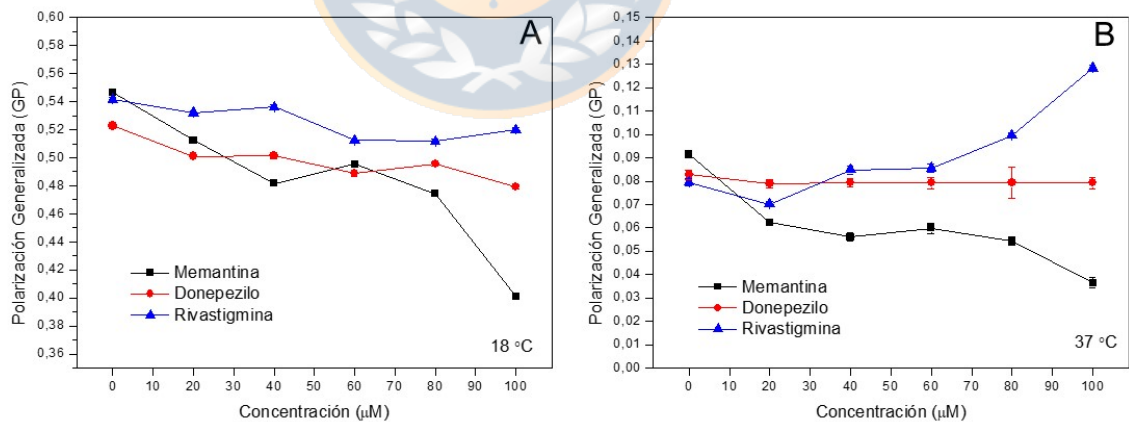 A
0,60
0,58
0,56
0,54
0,52
0,50
0,48
0,46
0,44
0,42
0,40
0,38
0,36
Polarización Generalizada (GP)
Memantina
Donepezilo
Rivastigmina
18 °C
0 10 20 30 40 50 60 70 80 90 100
Concentración (μM)
B
0,15
0,14
0,13
0,12
0,11
0,10
0,09
0,08
0,07
0,06
0,05
0,04
0,03
0,02
0,01
0,00
Polarización Generalizada (GP)
Memantina
Donepezilo
Rivastigmina
37 °C
0 10 20 30 40 50 60 70 80 90 100
Concentración (μM)